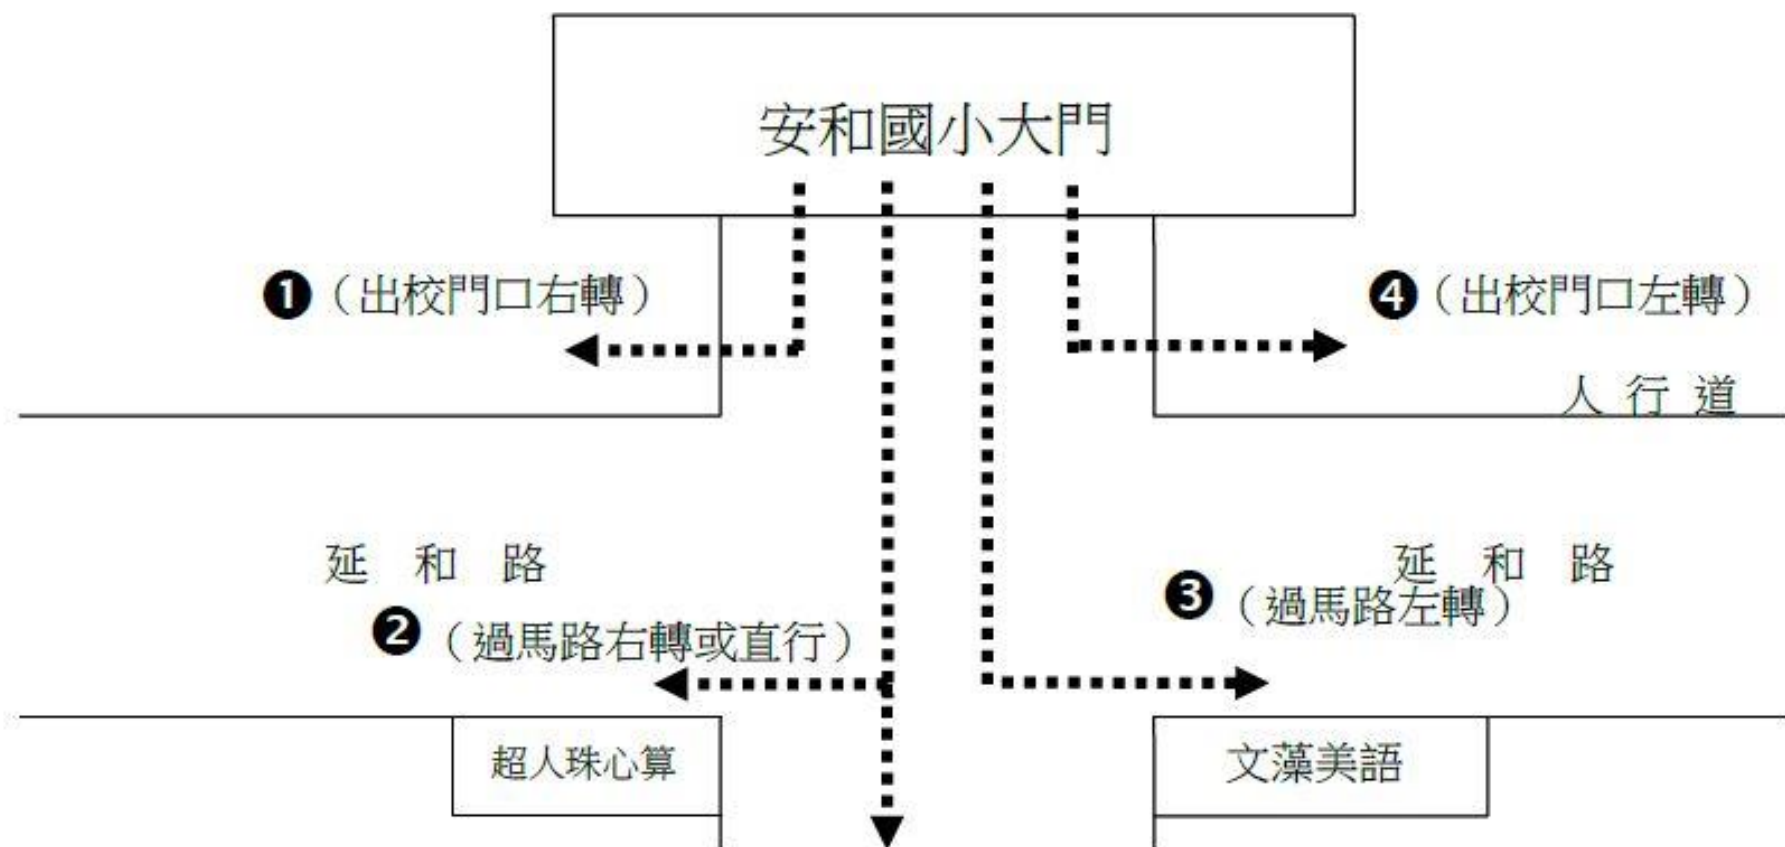 安和國小大門
❶（出校門口右轉）
❹（出校門口左轉）
人行道
延和路
延和路
❷（過馬路右轉或直行）
❸（過馬路左轉）
超人珠心算
文藻美語